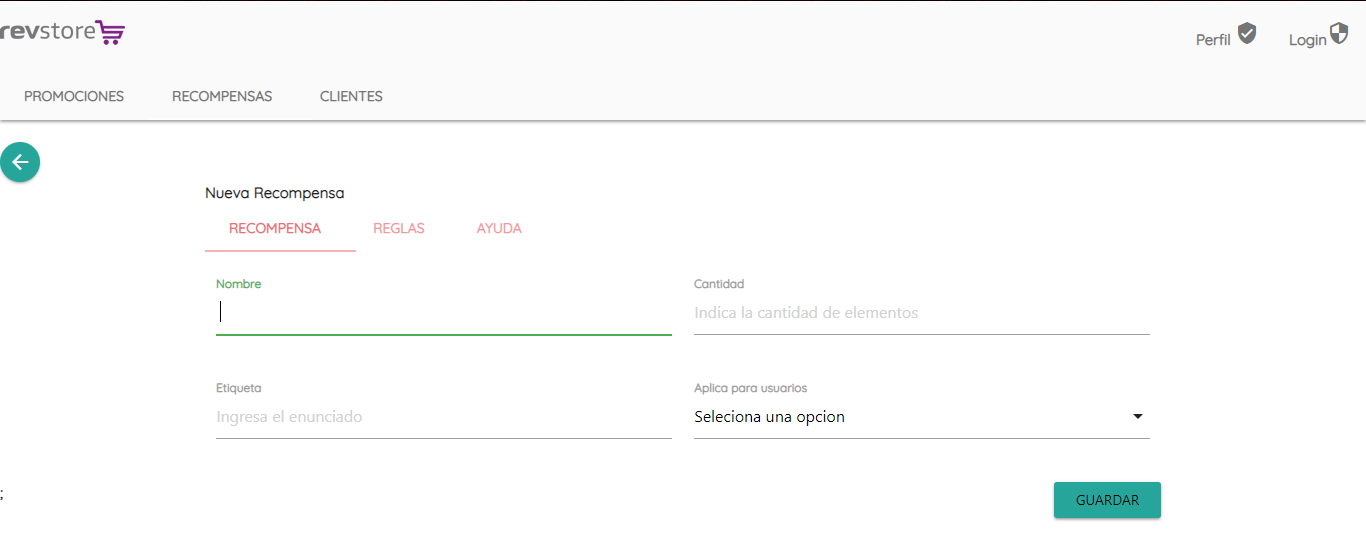 revstore
Perfil
Login
PROMOCIONES RECOMPENSAS CLIENTES
Nueva Recompensa
RECOMPENSA REGLAS AYUDA
Nombre
Cantidad
Indica la cantidad de elementos
Etiqueta
Ingresa el enunciado
Aplica para usuarios
Seleciona una opcion
;
GUARDAR